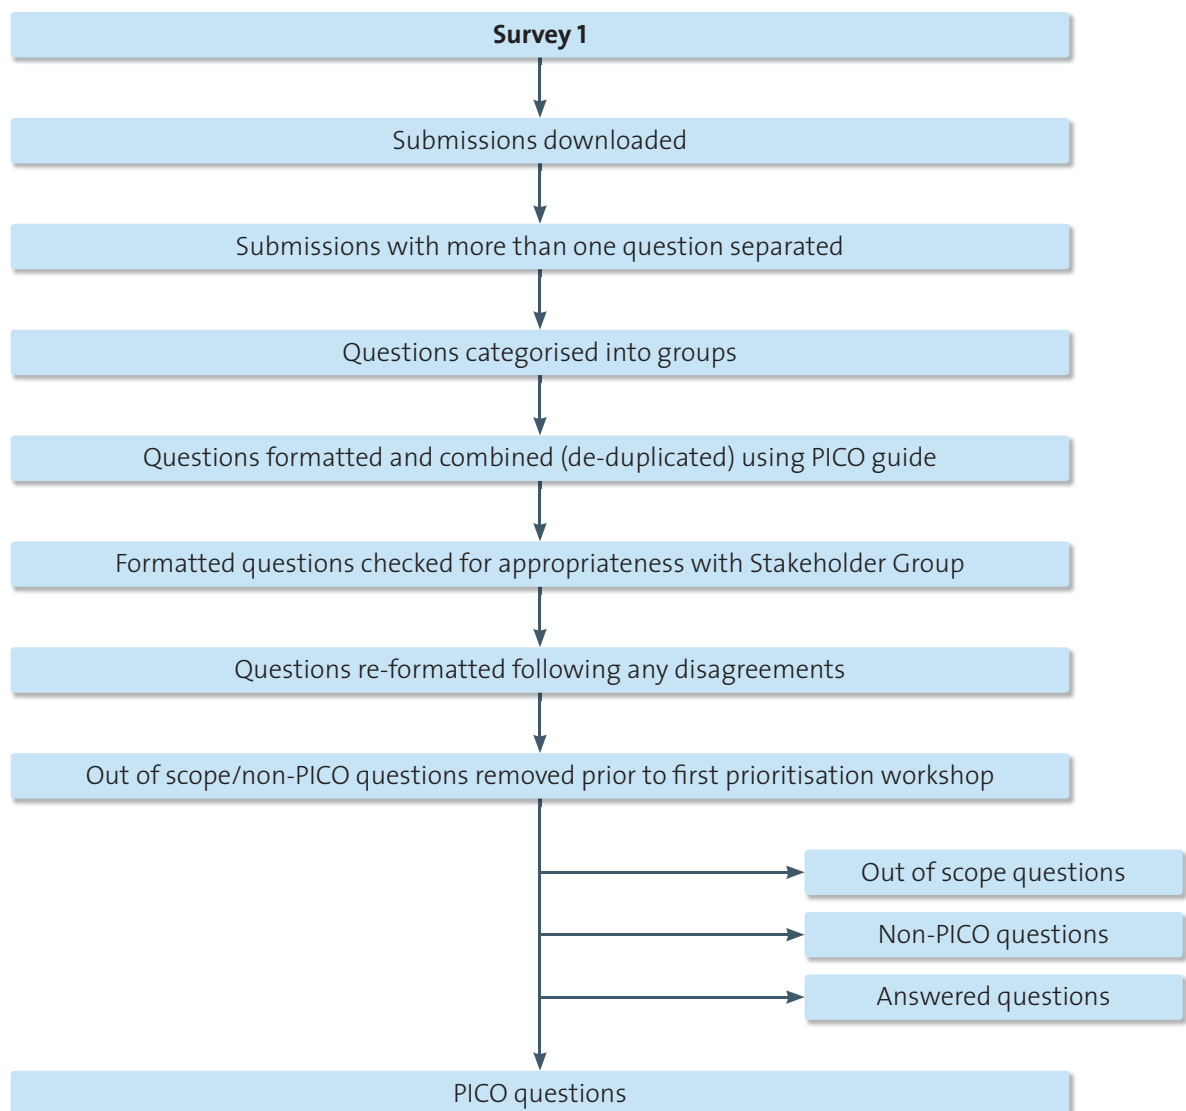 Survey 1
Submissions downloaded
Submissions with more than one question separated
Questions categorised into groups
Questions formatted and combined (de-duplicated) using PICO guide
Formatted questions checked for appropriateness with Stakeholder Group
Questions re-formatted following any disagreements
Out of scope/non-PICO questions removed prior to first prioritisation workshop
Out of scope questions
Non-PICO questions
Answered questions
PICO questions